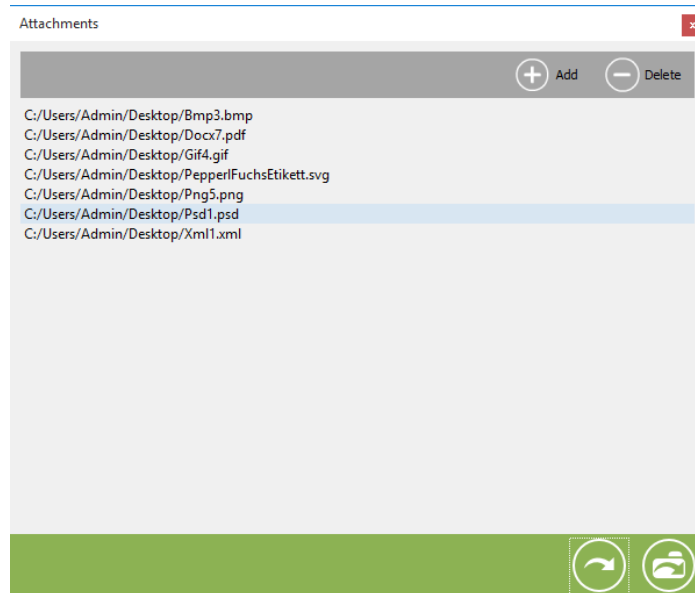 Attachments
x
Add
Delete
C:/Users/Admin/Desktop/Bmp3.bmp
C:/Users/Admin/Desktop/Docx7.pdf
C:/Users/Admin/Desktop/Gif4.gif
C:/Users/Admin/Desktop/PepperlFuchsEtikett.svg
C:/Users/Admin/Desktop/Png5.png
C:/Users/Admin/Desktop/Psd1.psd
C:/Users/Admin/Desktop/Xml1.xml